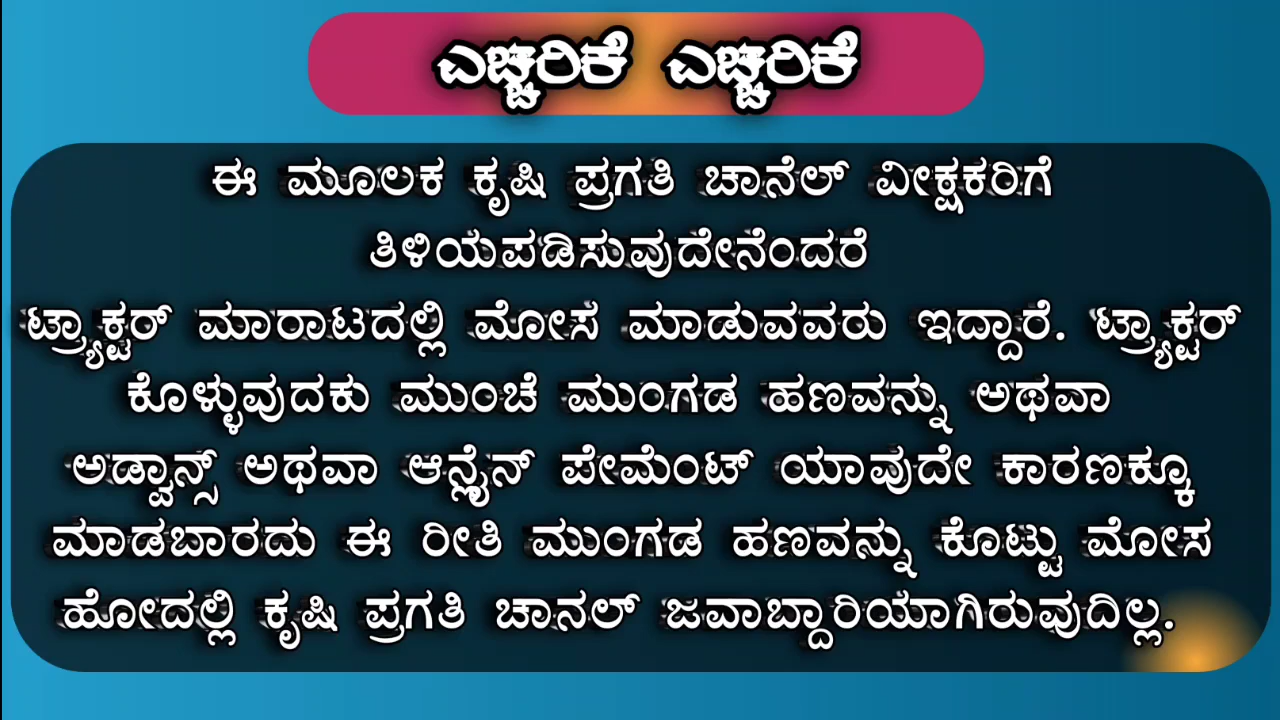 ಎಚ್ಚರಿಕೆ ಎಚ್ಚರಿಕೆ
ಈ ಮೂಲಕ ಕೃಷಿ ಪ್ರಗತಿ ಚಾನೆಲ್ ವೀಕ್ಷಕರಿಗೆ
ತಿಳಿಯಪಡಿಸುವುದೇನೆಂದರೆ
ಟ್ರ್ಯಾಕ್ಟರ್ ಮಾರಾಟದಲ್ಲಿ ಮೋಸ ಮಾಡುವವರು ಇದ್ದಾರೆ. ಟ್ರ್ಯಾಕ್ಟರ್
ಕೊಳ್ಳುವುದಕು ಮುಂಚೆ ಮುಂಗಡ ಹಣವನ್ನು ಅಥವಾ
ಅಡ್ವಾನ್ಸ್ ಅಥವಾ ಆನ್ಲೈನ್ ಪೇಮೆಂಟ್ ಯಾವುದೇ ಕಾರಣಕ್ಕೂ
ಮಾಡಬಾರದು ಈ ರೀತಿ ಮುಂಗಡ ಹಣವನ್ನು ಕೊಟ್ಟು ಮೋಸ
ಹೋದಲ್ಲಿ ಕೃಷಿ ಪ್ರಗತಿ ಚಾನಲ್ ಜವಾಬ್ದಾರಿಯಾಗಿರುವುದಿಲ್ಲ.